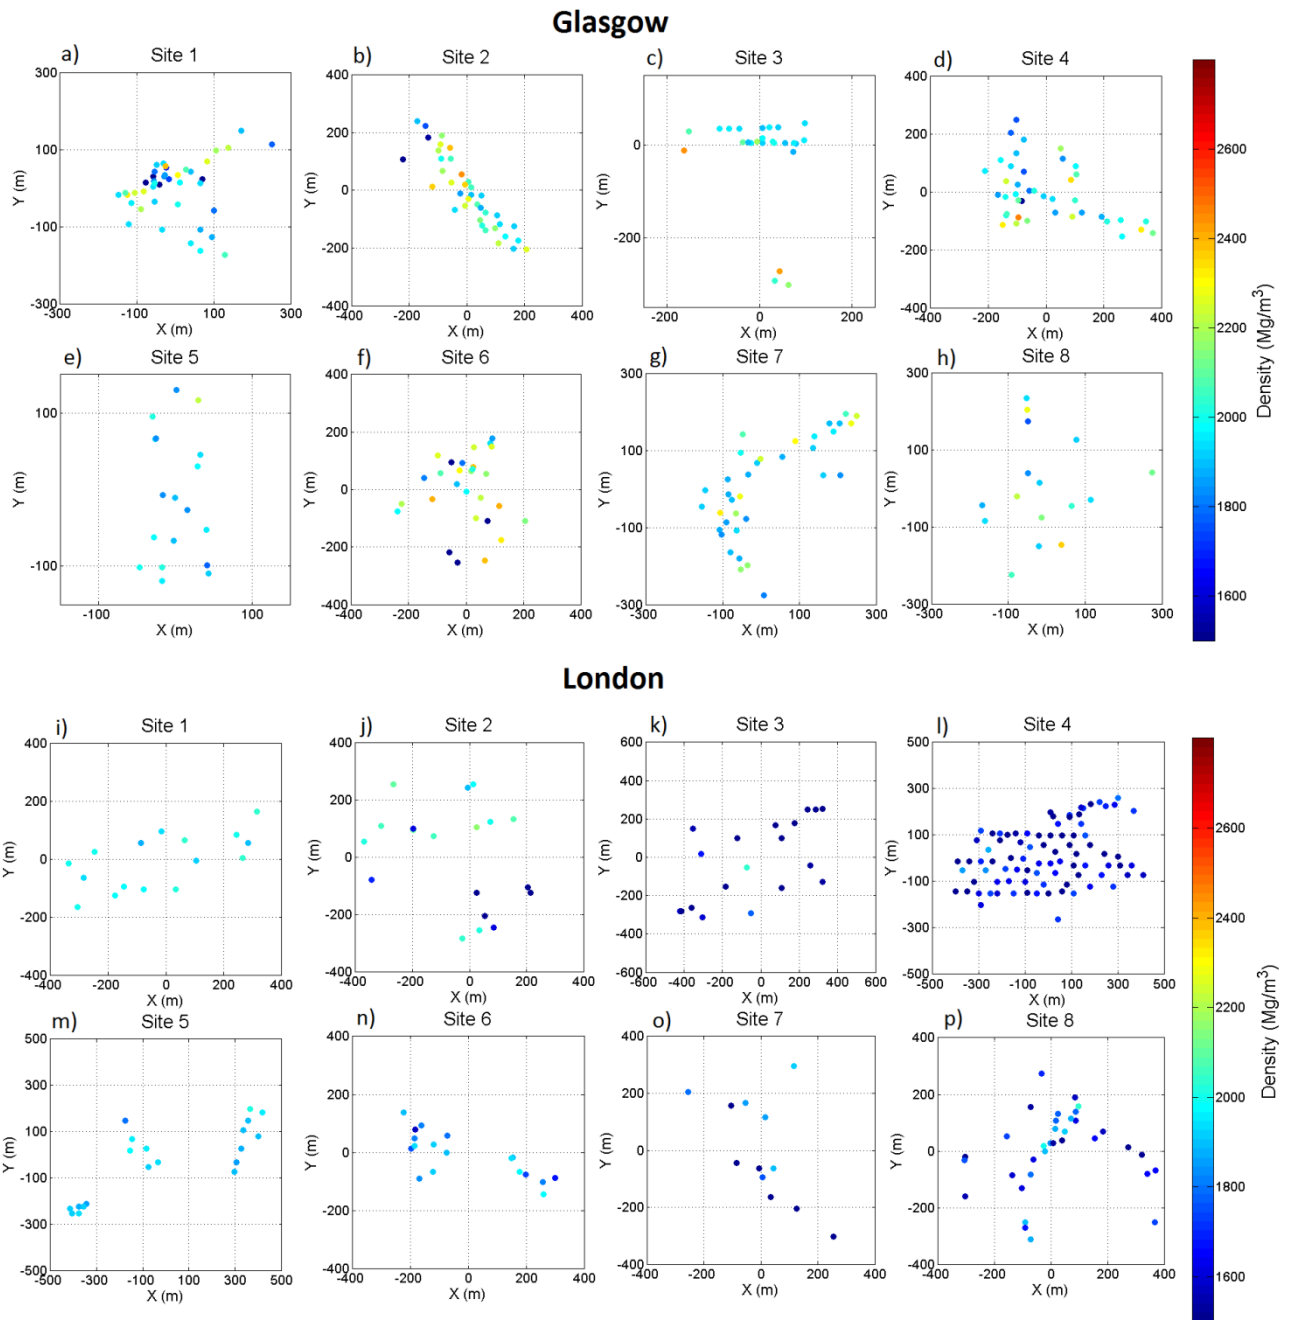 Glasgow
a) Site 1
b) Site 2
c) Site 3
d) Site 4
300
100
-100
-300
Y (m)
-300 -100 100 300
X (m)
400
200
0
-200
-400
Y (m)
-400 -200 0 200 400
X (m)
0
-200
Y (m)
-200 0 200
X (m)
400
200
0
-200
-400
Y (m)
-400 -200 0 200 400
X (m)
e) Site 5
f) Site 6
g) Site 7
h) Site 8
100
-100
Y (m)
-100 100
X (m)
400
200
0
-200
-400
Y (m)
-400 -200 0 200 400
X (m)
300
100
-100
-300
Y (m)
-300 -100 100 300
X (m)
300
100
-100
-300
Y (m)
-300 -100 100 300
X (m)
2600
2400
2200
2000
1800
1600
Density (Mg/m³)
London
i) Site 1
j) Site 2
k) Site 3
l) Site 4
400
200
0
-200
-400
Y (m)
-400 -200 0 200 400
X (m)
400
200
0
-200
-400
Y (m)
-400 -200 0 200 400
X (m)
600
400
200
0
-200
-400
-600
Y (m)
-600 -400 -200 0 200 400 600
X (m)
500
300
100
-100
-300
-500
Y (m)
-500 -300 -100 100 300 500
X (m)
m) Site 5
n) Site 6
o) Site 7
p) Site 8
500
300
100
-100
-300
-500
Y (m)
-500 -300 -100 100 300 500
X (m)
400
200
0
-200
-400
Y (m)
-400 -200 0 200 400
X (m)
400
200
0
-200
-400
Y (m)
-400 -200 0 200 400
X (m)
400
200
0
-200
-400
Y (m)
-400 -200 0 200 400
X (m)
2600
2400
2200
2000
1800
1600
Density (Mg/m³)